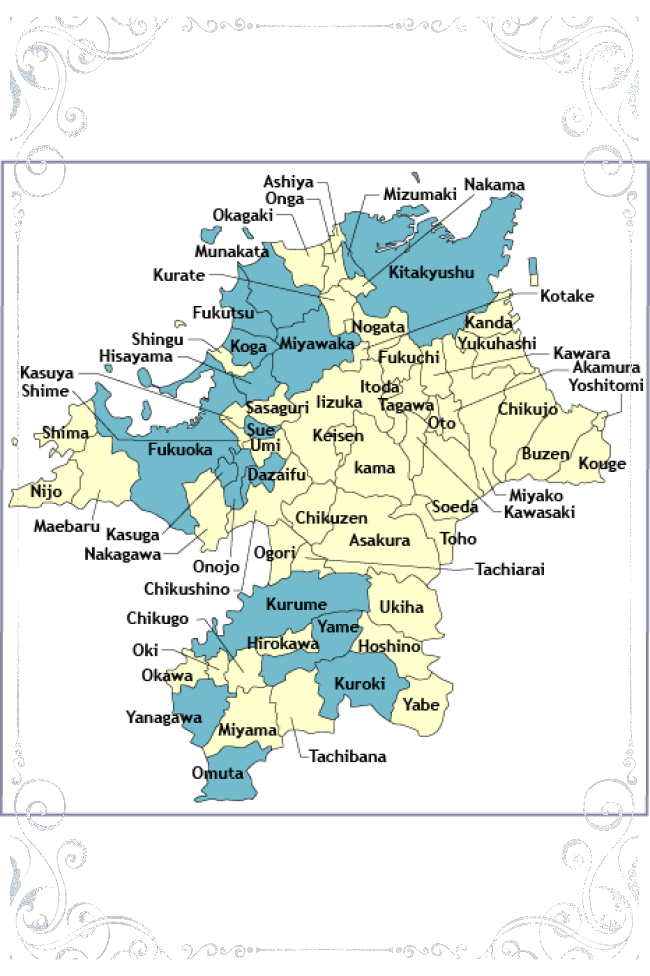 Ashiya
Onga
Okagaki
Mizumaki
Nakama
Munakata
Kurate
Kitakyushu
Kotake
Fukutsu
Nogata
Kanda
Shingu
Koga
Miyawaka
Yukuhashi
Hisayama
Fukuchi
Kawara
Kasuya
Akamura
Shime
Itoda
Yoshitomi
Sasaguri
Iizuka
Tagawa
Chikujo
Shima
Sue
Oto
Fukuoka
Umi
Keisen
Buzen
Dazaifu
kama
Kouge
Nijo
Miyako
Maebaru
Kasuga
Chikuzen
Soeda
Kawasaki
Nakagawa
Onojo
Ogori
Asakura
Toho
Chikushino
Tachiarai
Chikugo
Kurume
Ukiha
Yame
Oki
Hirokawa
Hoshino
Okawa
Kuroki
Yabe
Yanagawa
Miyama
Tachibana
Omuta